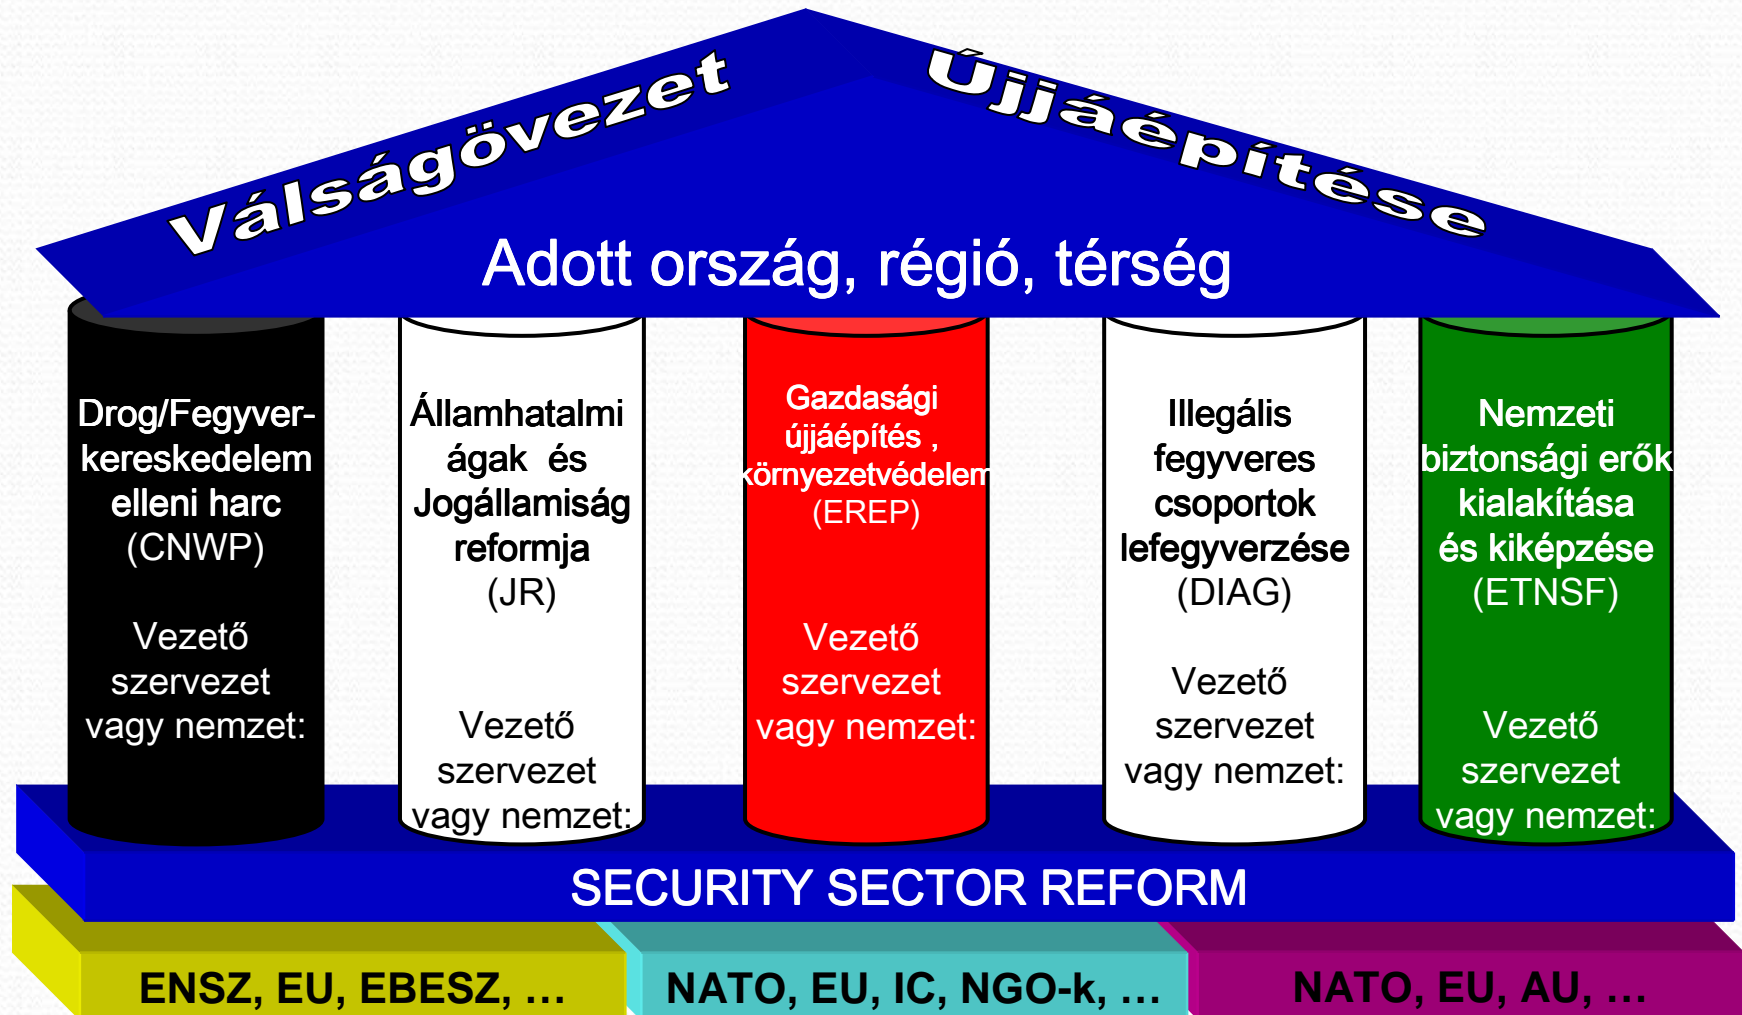 Válságövezet Újjáépítése
Adott ország, régió, térség
Drog/Fegyver-
kereskedelem
elleni harc
(CNWP)
Vezető
szervezet
vagy nemzet:
Államhatalmi
ágak és
Jogállamiság
reformja
(JR)
Vezető
szervezet
vagy nemzet:
Gazdasági
újjáépítés ,
környezetvédelem
(EREP)
Vezető
szervezet
vagy nemzet:
Illegális
fegyveres
csoportok
lefegyverzése
(DIAG)
Vezető
szervezet
vagy nemzet:
Nemzeti
biztonsági erők
kialakítása
és kiképzése
(ETNSF)
Vezető
szervezet
vagy nemzet:
SECURITY SECTOR REFORM
ENSZ, EU, EBESZ, …
NATO, EU, IC, NGO-k, …
NATO, EU, AU, …